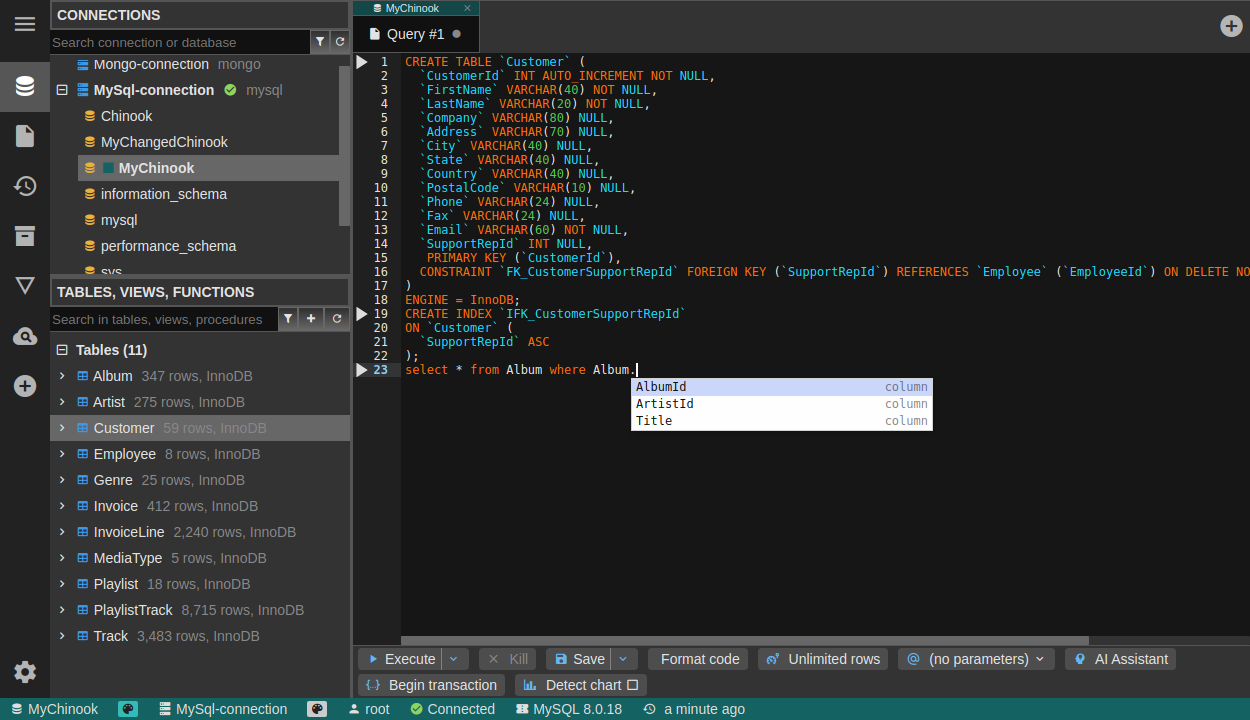 CONNECTIONS
Search connection or database
Mongo-connection mongo
MySql-connection mysql
Chinook
MyChangedChinook
MyChinook
information_schema
mysql
performance_schema
sys
TABLES, VIEWS, FUNCTIONS
Search in tables, views, procedures
Tables (11)
Album 347 rows, InnoDB
Artist 275 rows, InnoDB
Customer 59 rows, InnoDB
Employee 8 rows, InnoDB
Genre 25 rows, InnoDB
Invoice 412 rows, InnoDB
InvoiceLine 2,240 rows, InnoDB
MediaType 5 rows, InnoDB
Playlist 18 rows, InnoDB
PlaylistTrack 8,715 rows, InnoDB
Track 3,483 rows, InnoDB
MyChinook
Query #1
1 CREATE TABLE `Customer` (
2 `CustomerId` INT AUTO_INCREMENT NOT NULL,
3 `FirstName` VARCHAR(40) NOT NULL,
4 `LastName` VARCHAR(20) NOT NULL,
5 `Company` VARCHAR(80) NULL,
6 `Address` VARCHAR(70) NULL,
7 `City` VARCHAR(40) NULL,
8 `State` VARCHAR(40) NULL,
9 `Country` VARCHAR(40) NULL,
10 `PostalCode` VARCHAR(10) NULL,
11 `Phone` VARCHAR(24) NULL,
12 `Fax` VARCHAR(24) NULL,
13 `Email` VARCHAR(60) NOT NULL,
14 `SupportRepId` INT NULL,
15 PRIMARY KEY (`CustomerId`),
16 CONSTRAINT `FK_CustomerSupportRepId` FOREIGN KEY (`SupportRepId`) REFERENCES `Employee` (`EmployeeId`) ON DELETE NO
17 )
18 ENGINE = InnoDB;
19 CREATE INDEX `IFK_CustomerSupportRepId`
20 ON `Customer` (
21 `SupportRepId` ASC
22 );
23 select * from Album where Album.
AlbumId column
ArtistId column
Title column
Execute Kill Save Format code Unlimited rows (no parameters) AI Assistant
Begin transaction Detect chart
MyChinook MySql-connection root Connected MySQL 8.0.18 a minute ago